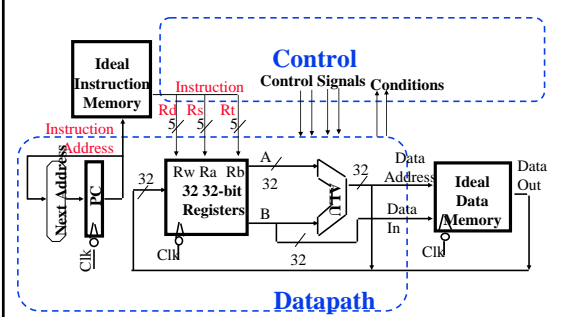 Ideal
Instruction
Memory
Control
Control Signals
Conditions
Instruction
Rd Rs Rt
5 5 5
Instruction
Address
Rw Ra Rb
32 32-bit
Registers
Clk
A
32
B
32
ALU
32
32
Next Address
PC
Clk
Data
Address
Data
In
Ideal
Data
Memory
Clk
Data
Out
Datapath